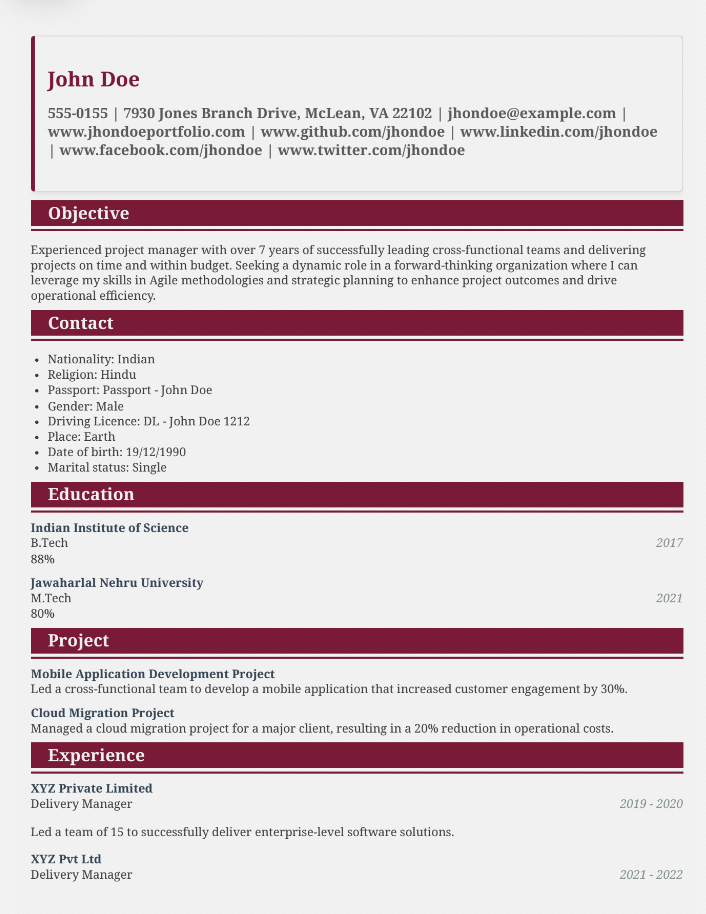 John Doe
555-0155 | 7930 Jones Branch Drive, McLean, VA 22102 | jhondoe@example.com |
www.jhondoeportfolio.com | www.github.com/jhondoe | www.linkedin.com/jhondoe
| www.facebook.com/jhondoe | www.twitter.com/jhondoe
Objective
Experienced project manager with over 7 years of successfully leading cross-functional teams and delivering
projects on time and within budget. Seeking a dynamic role in a forward-thinking organization where I can
leverage my skills in Agile methodologies and strategic planning to enhance project outcomes and drive
operational efficiency.
Contact
• Nationality: Indian
• Religion: Hindu
• Passport: Passport - John Doe
• Gender: Male
• Driving Licence: DL - John Doe 1212
• Place: Earth
• Date of birth: 19/12/1990
• Marital status: Single
Education
Indian Institute of Science
B.Tech 2017
88%
Jawaharlal Nehru University
M.Tech 2021
80%
Project
Mobile Application Development Project
Led a cross-functional team to develop a mobile application that increased customer engagement by 30%.
Cloud Migration Project
Managed a cloud migration project for a major client, resulting in a 20% reduction in operational costs.
Experience
XYZ Private Limited
Delivery Manager 2019 - 2020
Led a team of 15 to successfully deliver enterprise-level software solutions.
XYZ Pvt Ltd
Delivery Manager 2021 - 2022